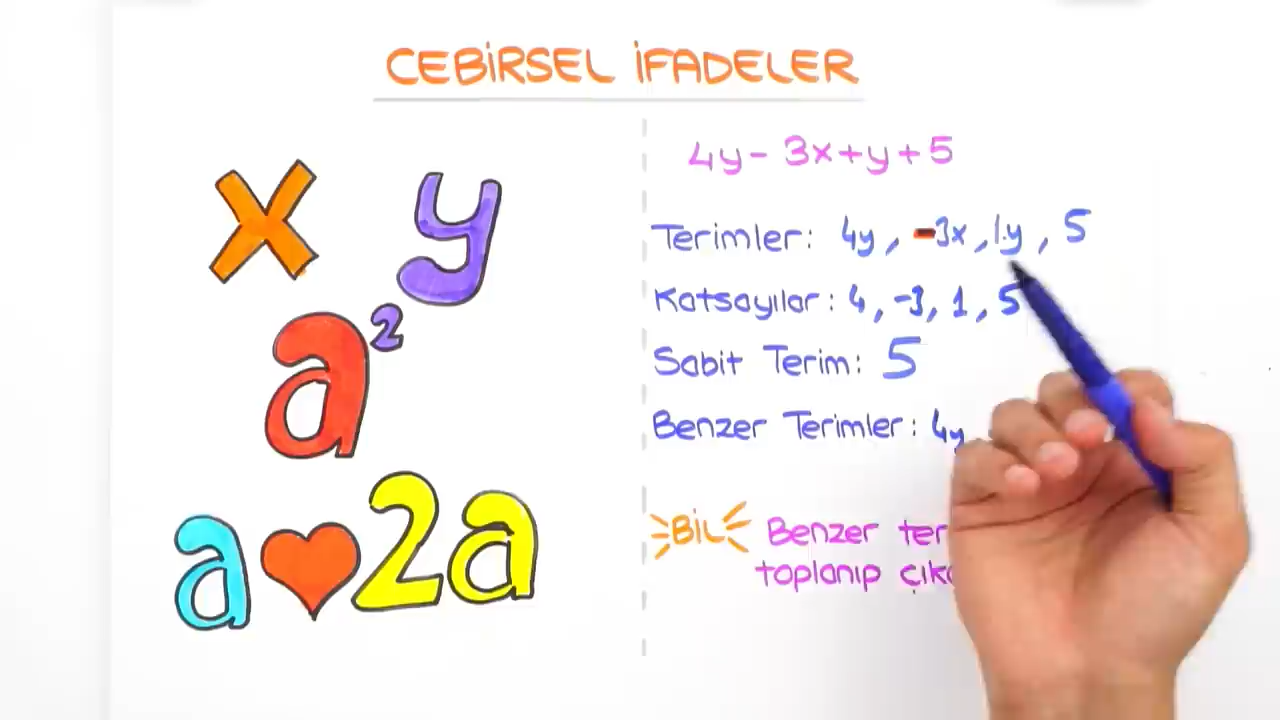 CEBİRSEL İFADELER
x y
a²
a 2a
4y - 3x + y + 5
Terimler: 4y, -3x, 1.y, 5
Katsayılar: 4, -3, 1, 5
Sabit Terim: 5
Benzer Terimler: 4y
BİL Benzer
toplanıp